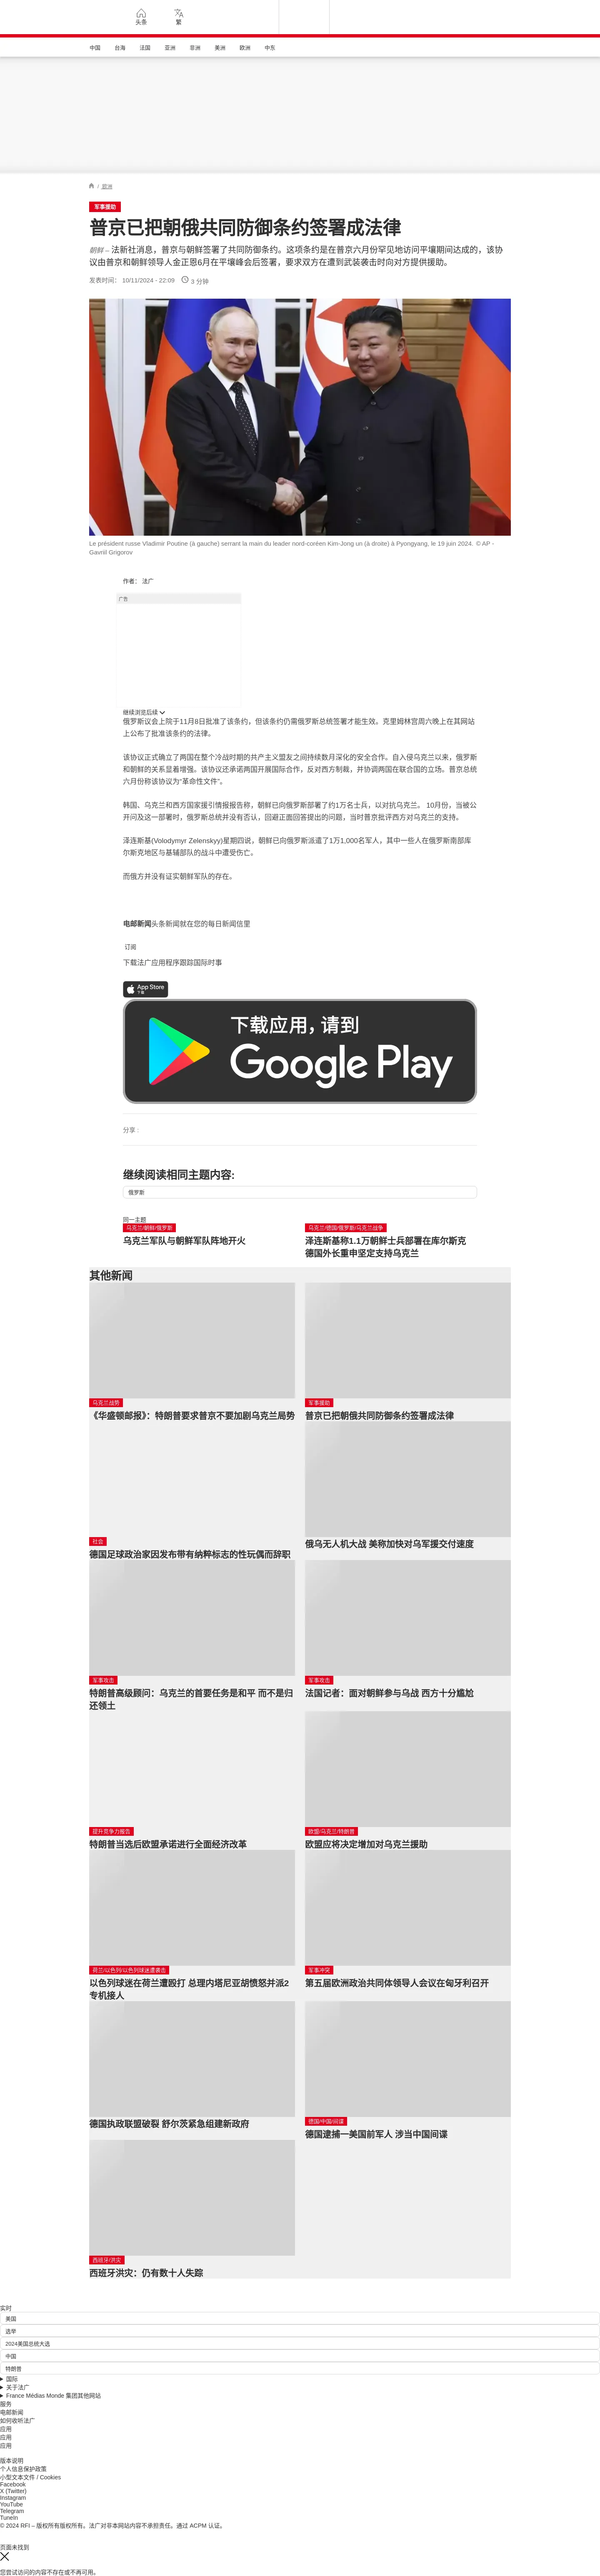 头条
繁
中国 台海 法国 亚洲 非洲 美洲 欧洲 中东
/ 亚洲
军事援助
普京已把朝俄共同防御条约签署成法律
朝鲜 – 法新社消息，普京与朝鲜签署了共同防御条约。这项条约是在普京六月份罕见地访问平壤期间达成的，该协
议由普京和朝鲜领导人金正恩6月在平壤峰会后签署，要求双方在遭到武装袭击时向对方提供援助。
发表时间： 10/11/2024 - 22:09 3 分钟
Le président russe Vladimir Poutine (à gauche) serrant la main du leader nord-coréen Kim-Jong un (à droite) à Pyongyang, le 19 juin 2024. © AP -
Gavriil Grigorov
作者： 法广
广告
继续浏览后续
俄罗斯议会上院于11月8日批准了该条约，但该条约仍需俄罗斯总统签署才能生效。克里姆林宫周六晚上在其网站
上公布了批准该条约的法律。
该协议正式确立了两国在整个冷战时期的共产主义盟友之间持续数月深化的安全合作。自入侵乌克兰以来，俄罗斯
和朝鲜的关系显着增强。该协议还承诺两国开展国际合作，反对西方制裁，并协调两国在联合国的立场。普京总统
六月份称该协议为“革命性文件”。
韩国、乌克兰和西方国家援引情报报告称，朝鲜已向俄罗斯部署了约1万名士兵，以对抗乌克兰。 10月份，当被公
开问及这一部署时，俄罗斯总统并没有否认，回避正面回答提出的问题，当时普京批评西方对乌克兰的支持。
泽连斯基(Volodymyr Zelenskyy)星期四说，朝鲜已向俄罗斯派遣了1万1,000名军人，其中一些人在俄罗斯南部库
尔斯克地区与基辅部队的战斗中遭受伤亡。
而俄方并没有证实朝鲜军队的存在。
电邮新闻头条新闻就在您的每日新闻信里
订阅
下载法广应用程序跟踪国际时事
App Store
下载
下载应用，请到
Google Play
分享 :
继续阅读相同主题内容:
俄罗斯
同一主题
乌克兰/朝鲜/俄罗斯
乌克兰军队与朝鲜军队阵地开火
乌克兰/德国/俄罗斯/乌克兰战争
泽连斯基称1.1万朝鲜士兵部署在库尔斯克
德国外长重申坚定支持乌克兰
其他新闻
乌克兰战势
《华盛顿邮报》：特朗普要求普京不要加剧乌克兰局势
军事援助
普京已把朝俄共同防御条约签署成法律
社会
德国足球政治家因发布带有纳粹标志的性玩偶而辞职
俄乌无人机大战 美称加快对乌军援交付速度
军事攻击
特朗普高级顾问：乌克兰的首要任务是和平 而不是归
还领土
军事攻击
法国记者：面对朝鲜参与乌战 西方十分尴尬
提升竞争力报告
特朗普当选后欧盟承诺进行全面经济改革
欧盟/乌克兰/特朗普
欧盟应将决定增加对乌克兰援助
荷兰/以色列/以色列球迷遭袭击
以色列球迷在荷兰遭殴打 总理内塔尼亚胡愤怒并派2
专机接人
军事冲突
第五届欧洲政治共同体领导人会议在匈牙利召开
德国执政联盟破裂 舒尔茨紧急组建新政府
德国/中国/间谍
德国逮捕一美国前军人 涉当中国间谍
西班牙/洪灾
西班牙洪灾：仍有数十人失踪
实时
美国
选举
2024美国总统大选
中国
特朗普
国际
关于法广
France Médias Monde 集团其他网站
服务
电邮新闻
如何收听法广
应用
应用
应用
版本说明
个人信息保护政策
小型文本文件 / Cookies
Facebook
X (Twitter)
Instagram
YouTube
Telegram
TuneIn
© 2024 RFI – 版权所有版权所有。法广对非本网站内容不承担责任。通过 ACPM 认证。
页面未找到
您尝试访问的内容不存在或不再可用。